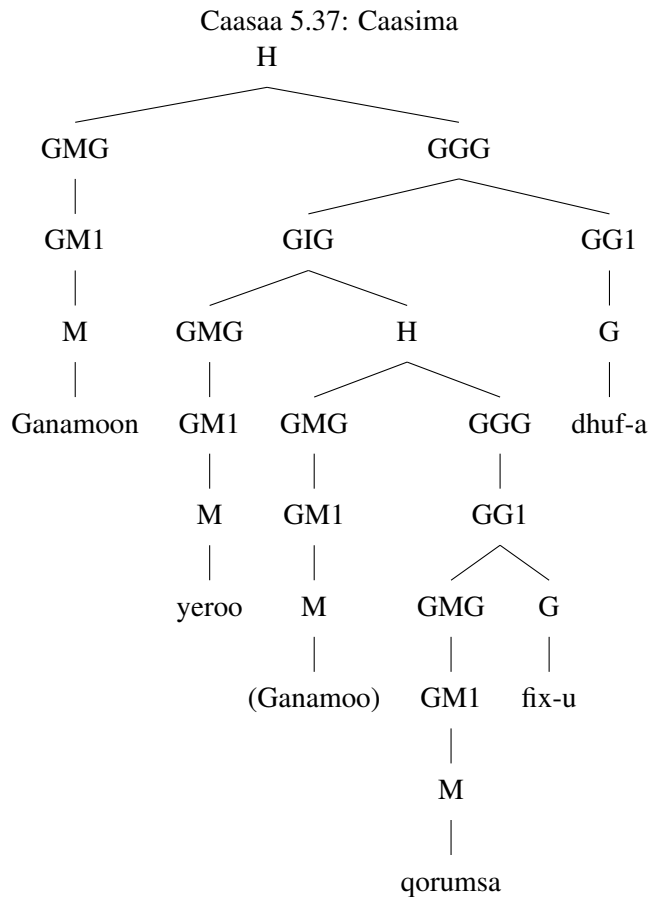 Caasaa 5.37: Caasima
H
GMG GGG
GM1 GIG GG1
M GMG H G
Ganamoon GM1 GMG GGG dhuf-a
M GM1 GG1
yeroo M GMG G
(Ganamoo) GM1 fix-u
M
qorumsa